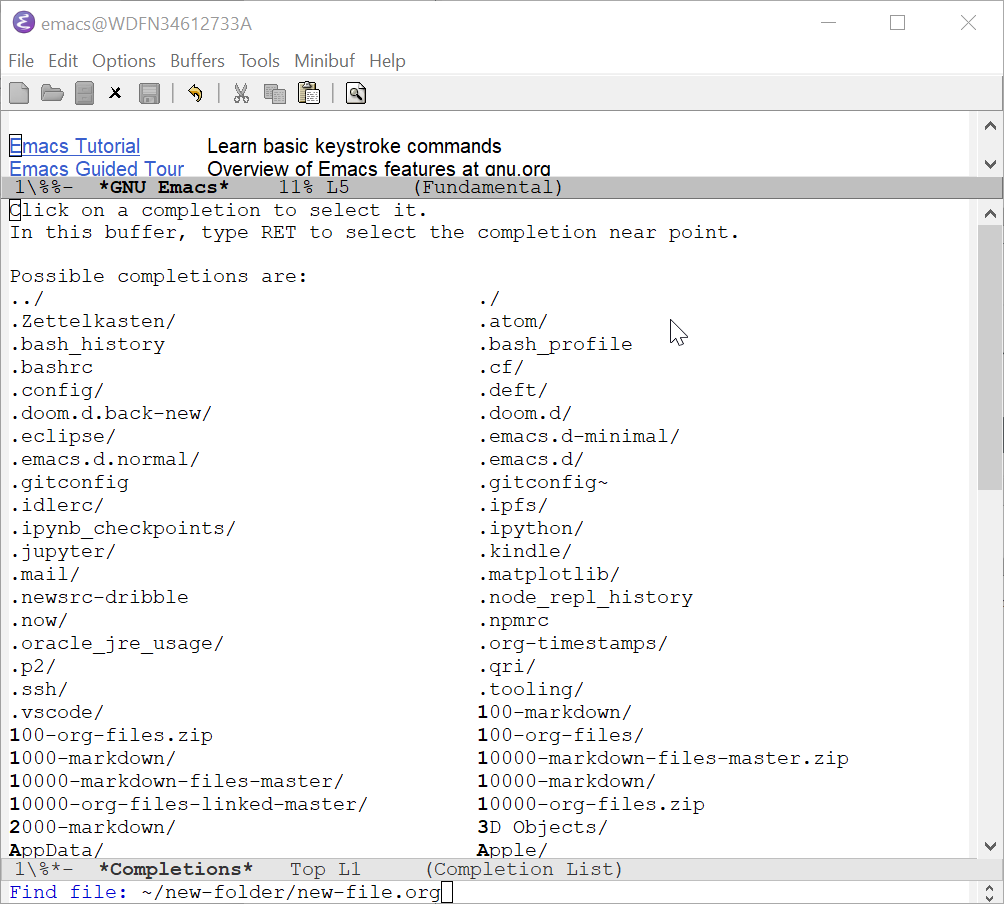 emacs@WDFN34612733A
File Edit Options Buffers Tools Minibuf Help
Emacs Tutorial Learn basic keystroke commands
Emacs Guided Tour Overview of Emacs features at gnu.org
1\%%- *GNU Emacs* 11% L5 (Fundamental)
Click on a completion to select it.
In this buffer, type RET to select the completion near point.
Possible completions are:
../ ./
.Zettelkasten/ .atom/
.bash_history .bash_profile
.bashrc .cf/
.config/ .deft/
.doom.d.back-new/ .doom.d/
.eclipse/ .emacs.d-minimal/
.emacs.d.normal/ .emacs.d/
.gitconfig .gitconfig~
.idlerc/ .ipfs/
.ipynb_checkpoints/ .ipython/
.jupyter/ .kindle/
.mail/ .matplotlib/
.newsrc-dribble .node_repl_history
.now/ .npmrc
.oracle_jre_usage/ .org-timestamps/
.p2/ .qri/
.ssh/ .tooling/
.vscode/ 100-markdown/
100-org-files.zip 100-org-files/
1000-markdown/ 10000-markdown-files-master.zip
10000-markdown-files-master/ 10000-markdown/
10000-org-files-linked-master/ 10000-org-files.zip
2000-markdown/ 3D Objects/
AppData/ Apple/
1\%*- *Completions* Top L1 (Completion List)
Find file: ~/new-folder/new-file.org